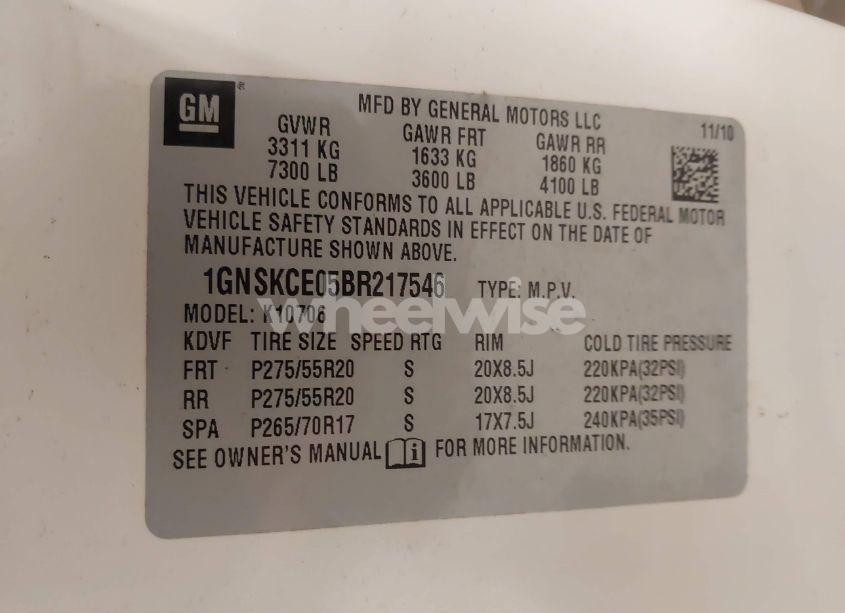 GM
MFD BY GENERAL MOTORS LLC 11/10
GVWR GAWR FRT GAWR RR
3311 KG 1633 KG 1860 KG
7300 LB 3600 LB 4100 LB
THIS VEHICLE CONFORMS TO ALL APPLICABLE U.S. FEDERAL MOTOR
VEHICLE SAFETY STANDARDS IN EFFECT ON THE DATE OF
MANUFACTURE SHOWN ABOVE.
1GNSKCE05BR217546 TYPE: M.P.V.
wheelwise
MODEL: K10706
KDVF TIRE SIZE SPEED RTG RIM COLD TIRE PRESSURE
FRT P275/55R20 S 20X8.5J 220KPA(32PSI)
RR P275/55R20 S 20X8.5J 220KPA(32PSI)
SPA P265/70R17 S 17X7.5J 240KPA(35PSI)
SEE OWNER'S MANUAL i FOR MORE INFORMATION.